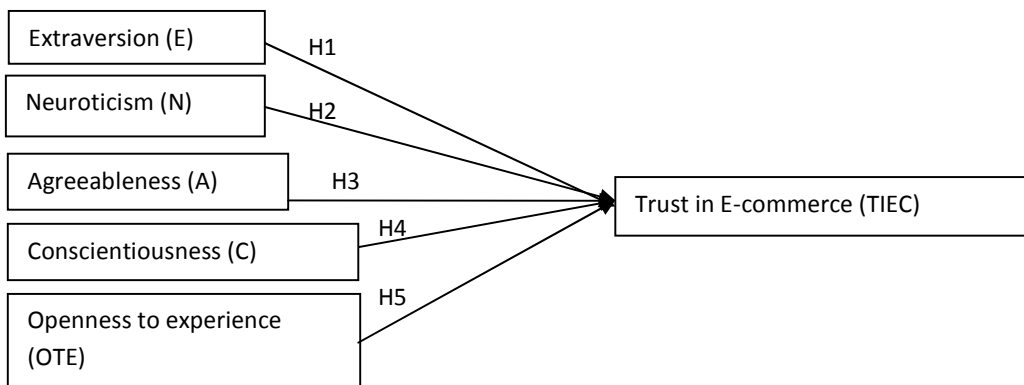 Extraversion (E)
H1
Neuroticism (N)
H2
Agreeableness (A)
H3
Trust in E-commerce (TIEC)
Conscientiousness (C)
H4
Openness to experience
(OTE)
H5